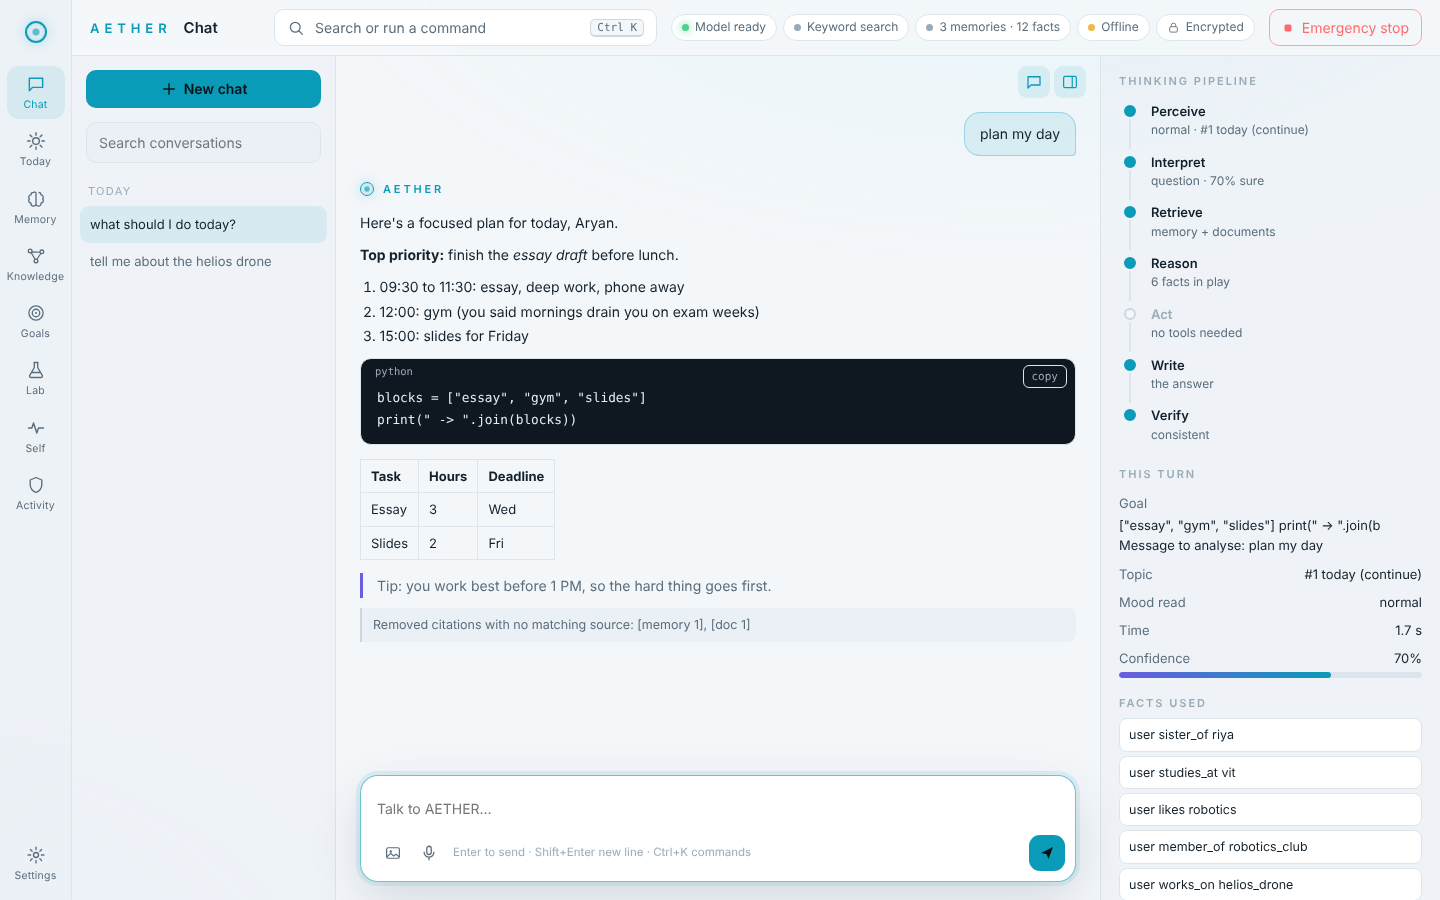 AETHER Chat
Search or run a command Ctrl K
Model ready
Keyword search
3 memories · 12 facts
Offline
Encrypted
Emergency stop
Chat
Today
Memory
Knowledge
Goals
Lab
Self
Activity
Settings
+ New chat
Search conversations
TODAY
what should I do today?
tell me about the helios drone
plan my day
AETHER
Here's a focused plan for today, Aryan.
Top priority: finish the essay draft before lunch.
1. 09:30 to 11:30: essay, deep work, phone away
2. 12:00: gym (you said mornings drain you on exam weeks)
3. 15:00: slides for Friday
python
copy
blocks = ["essay", "gym", "slides"]
print(" -> ".join(blocks))
Task Hours Deadline
Essay 3 Wed
Slides 2 Fri
Tip: you work best before 1 PM, so the hard thing goes first.
Removed citations with no matching source: [memory 1], [doc 1]
Talk to AETHER...
Enter to send · Shift+Enter new line · Ctrl+K commands
THINKING PIPELINE
Perceive
normal · #1 today (continue)
Interpret
question · 70% sure
Retrieve
memory + documents
Reason
6 facts in play
Act
no tools needed
Write
the answer
Verify
consistent
THIS TURN
Goal
["essay", "gym", "slides"] print(" → ".join(b
Message to analyse: plan my day
Topic #1 today (continue)
Mood read normal
Time 1.7 s
Confidence 70%
FACTS USED
user sister_of riya
user studies_at vit
user likes robotics
user member_of robotics_club
user works_on helios_drone